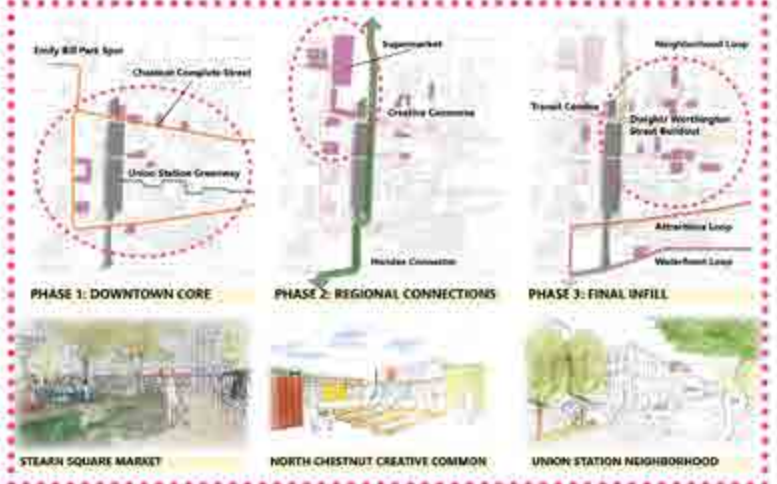 Emily Bill Park Spur
Chestnut Complete Street
Union Station Greenway
PHASE 1: DOWNTOWN CORE
Supermarket
Creative Commons
Connector
PHASE 2: REGIONAL CONNECTIONS
Neighborhood Loop
Transit Center
Dwight/ Worthington
Street Buildout
Attractions Loop
Waterfront Loop
PHASE 3: FINAL INFILL
STEARN SQUARE MARKET
NORTH CHESTNUT CREATIVE COMMON
UNION STATION NEIGHBORHOOD